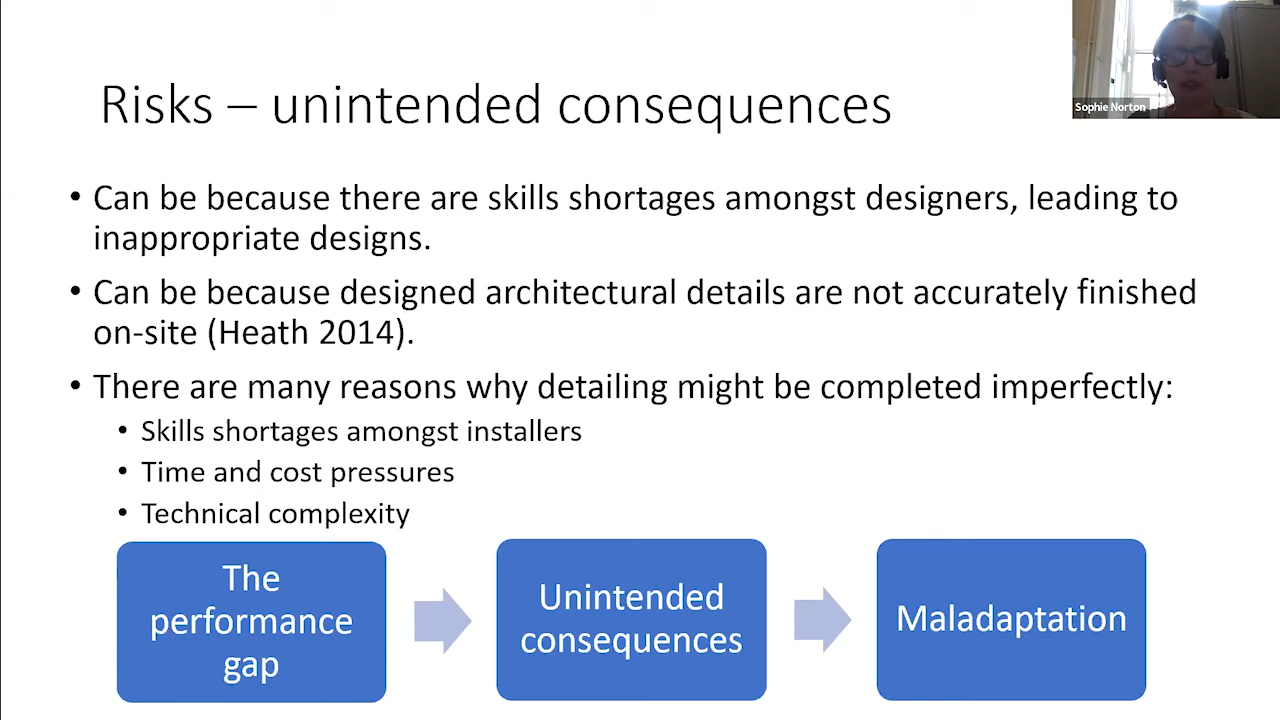 Sophie Norton
Risks – unintended consequences
• Can be because there are skills shortages amongst designers, leading to
inappropriate designs.
• Can be because designed architectural details are not accurately finished
on-site (Heath 2014).
• There are many reasons why detailing might be completed imperfectly:
• Skills shortages amongst installers
• Time and cost pressures
• Technical complexity
The
performance
gap
Unintended
consequences
Maladaptation